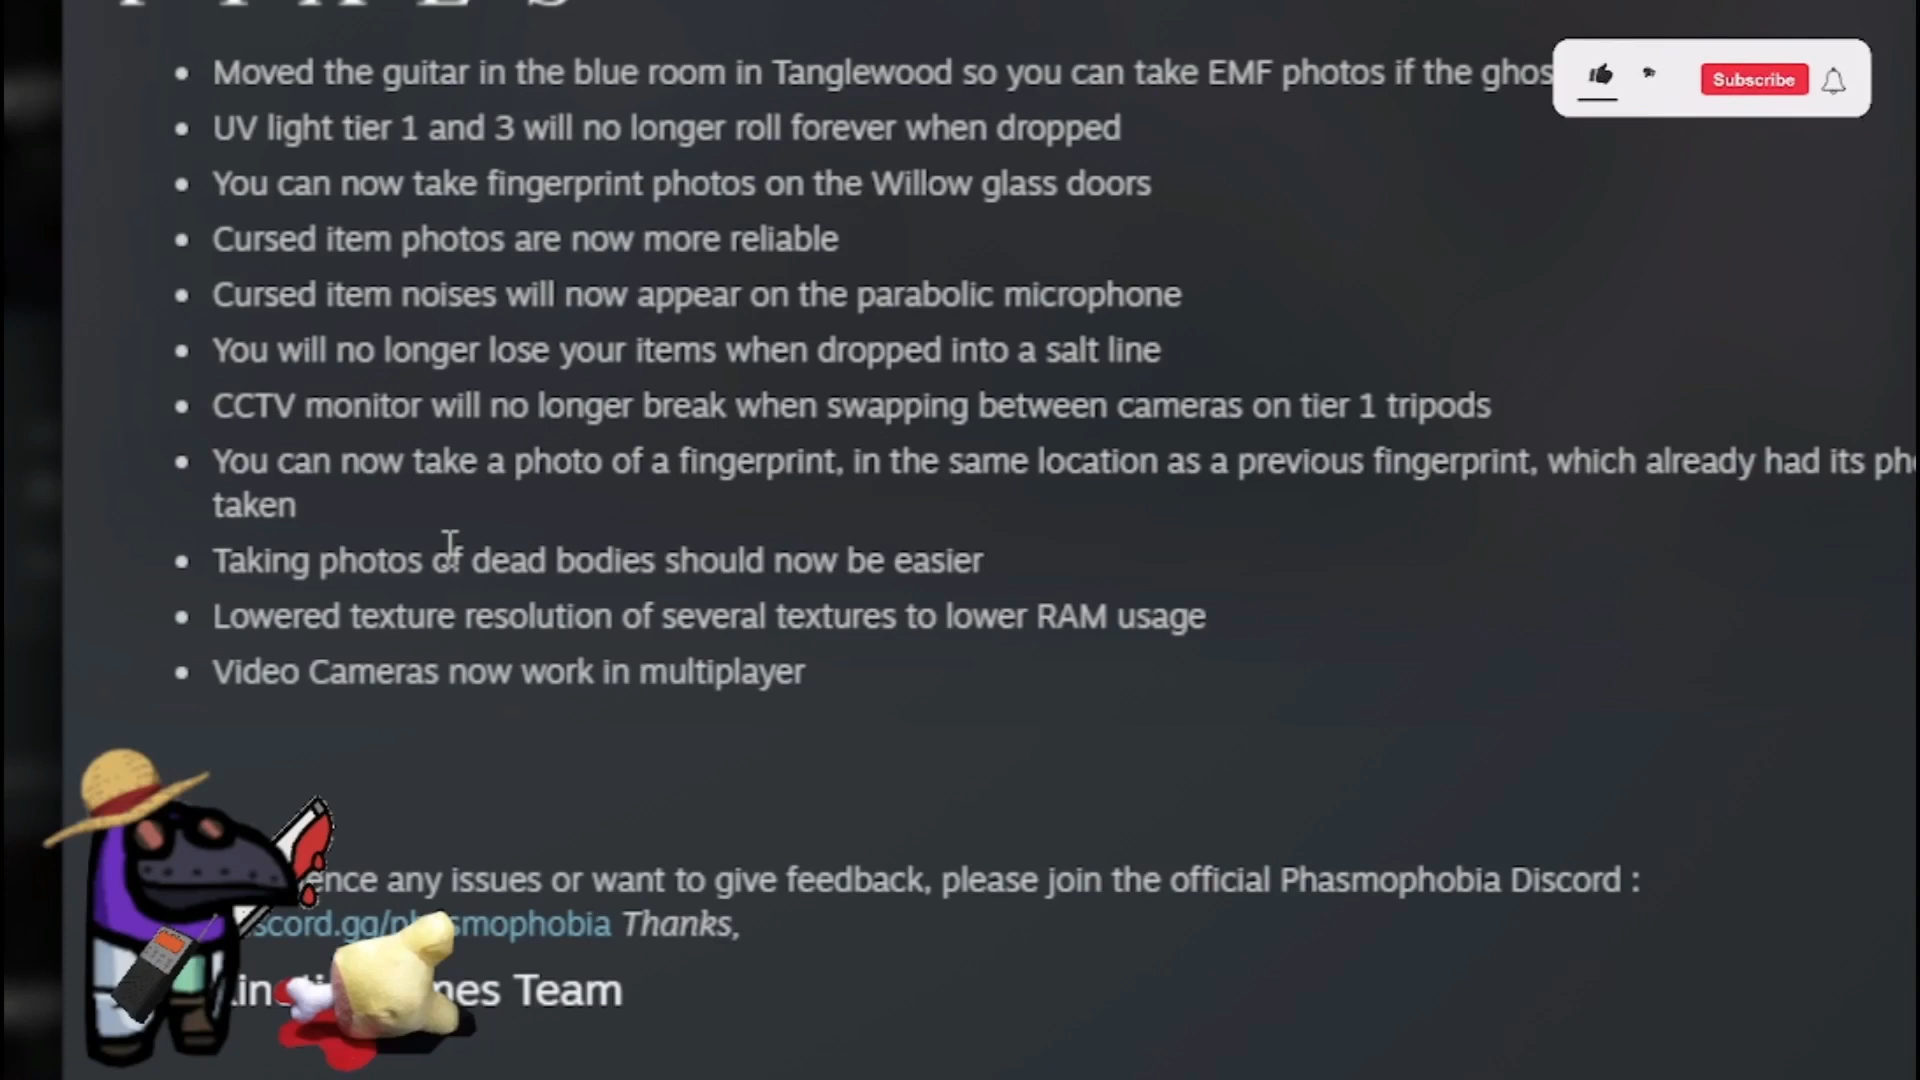 Moved the guitar in the blue room in Tanglewood so you can take EMF photos if the
Subscribe
UV light tier 1 and 3 will no longer roll forever when dropped
You can now take fingerprint photos on the Willow glass doors
Cursed item photos are now more reliable
Cursed item noises will now appear on the parabolic microphone
You will no longer lose your items when dropped into a salt line
CCTV monitor will no longer break when swapping between cameras on tier 1 tripods
You can now take a photo of a fingerprint, in the same location as a previous fingerprint, which already had its
taken
Taking photos of dead bodies should now be easier
Lowered texture resolution of several textures to lower RAM usage
Video Cameras now work in multiplayer
any issues or want to give feedback, please join the official Phasmophobia Discord :
Thanks,
Team